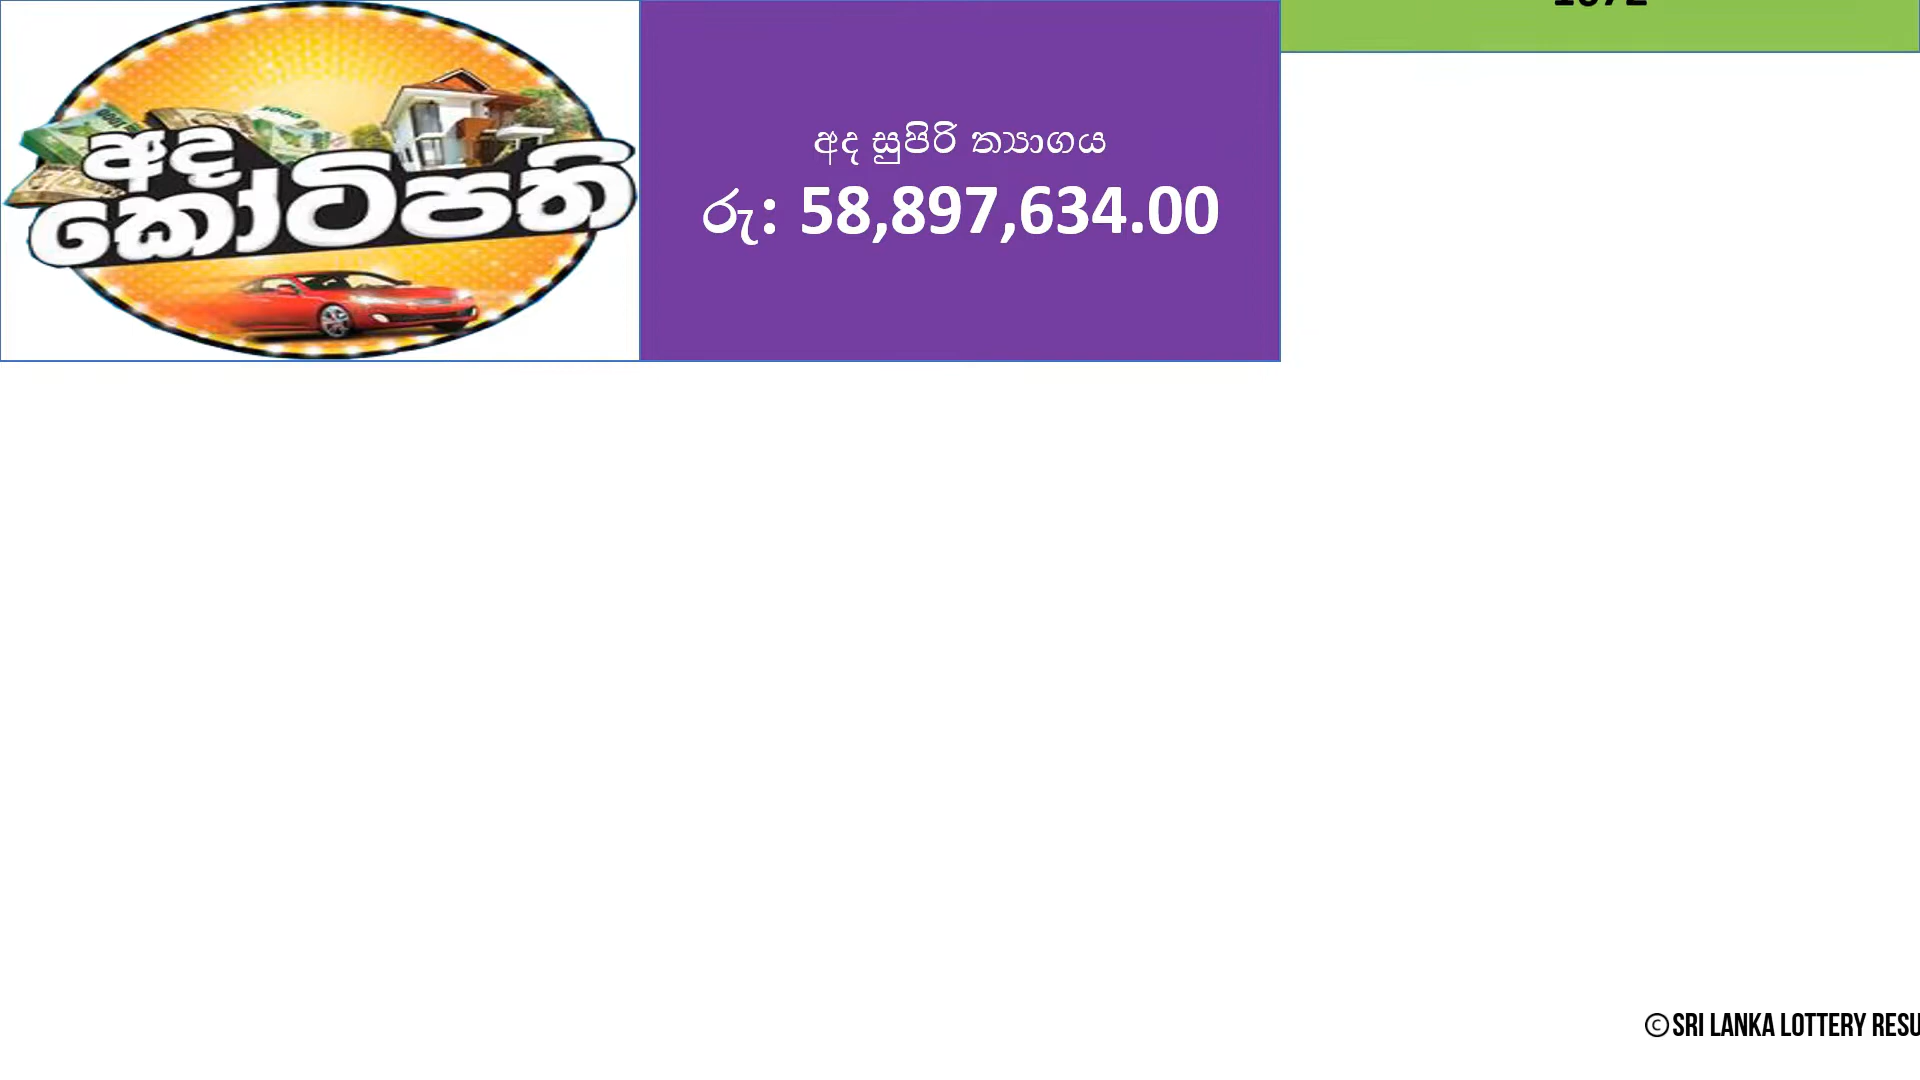 අද
කෝටිපති
අද සුපිරි ත්‍යාගය
රු: 58,897,634.00
©SRI LANKA LOTTERY RESU